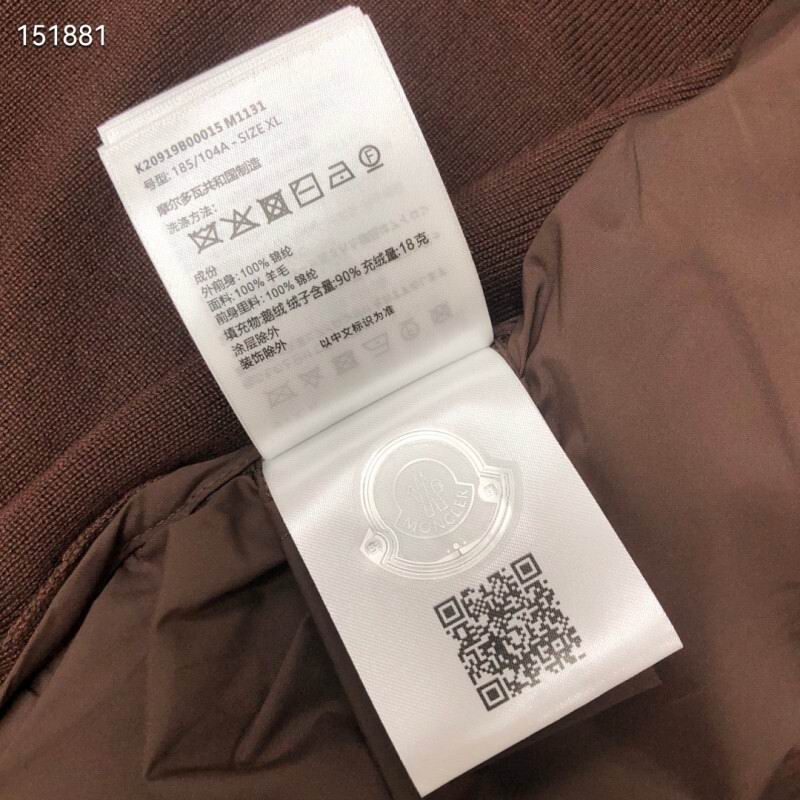 151881
K20919B00015 M1131
号型: 185/104A - SIZE XL
摩尔多瓦共和国制造
洗涤方法:
成份
外前身: 100% 锦纶
面料: 100% 羊毛
前身里料: 100% 锦纶
填充物: 鹅绒 绒子含量:90% 充绒量:18 克
涂层除外
装饰除外 以中文标识为准
MONCLER